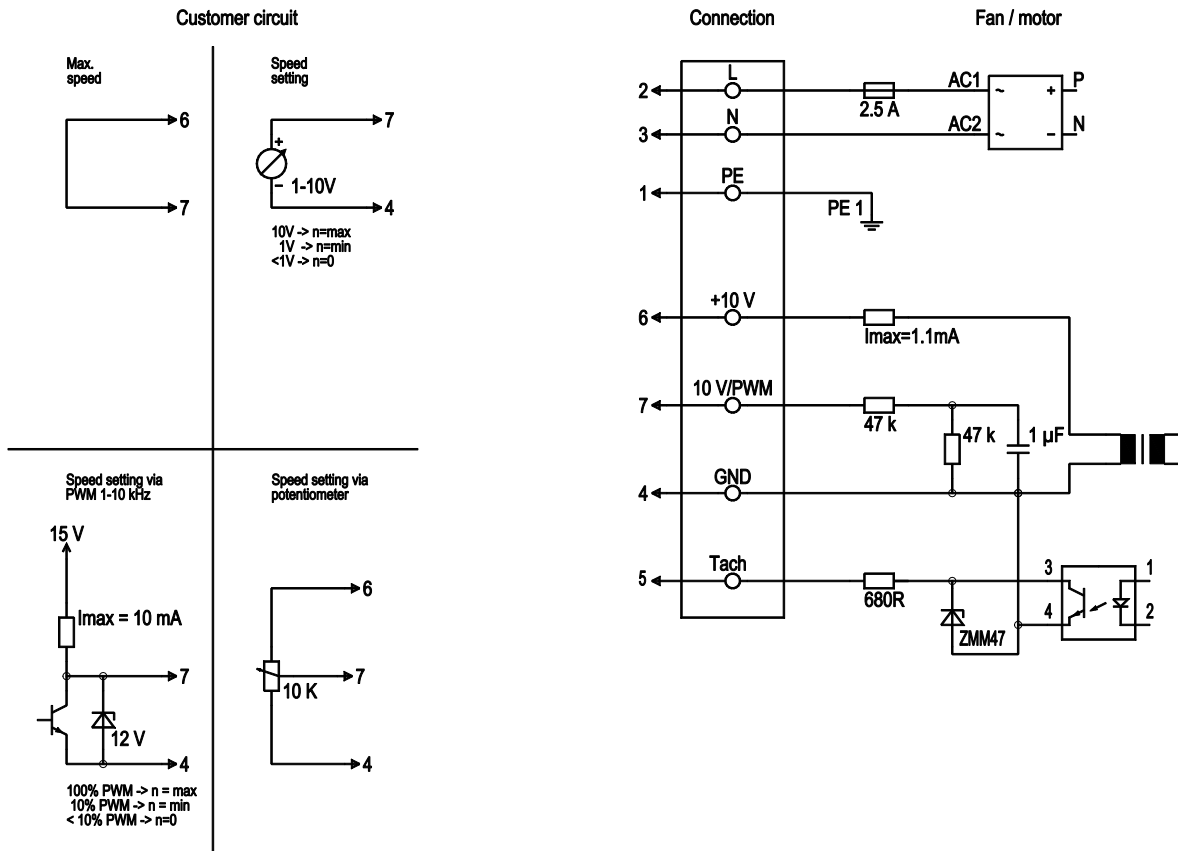 Customer circuit
Connection
Fan / motor
Max.
speed
6
7
Speed
setting
7
+
−
1-10V
4
10V -> n=max
1V -> n=min
<1V -> n=0
Speed setting via
PWM 1-10 kHz
15 V
Imax = 10 mA
7
12 V
4
100% PWM -> n = max
10% PWM -> n = min
< 10% PWM -> n=0
Speed setting via
potentiometer
6
7
10 K
4
2
L
2.5 A
AC1
~
+
P
3
N
AC2
~
−
N
1
PE
PE 1
6
+10 V
Imax=1.1mA
7
10 V/PWM
47 k
47 k
1 µF
4
GND
5
Tach
680R
ZMM47
3
4
1
2